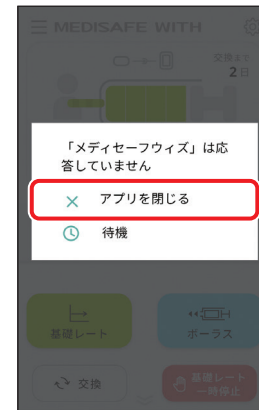 MEDISAFE WITH
交換まで
2日
「メディセーフウィズ」は応
答していません
アプリを閉じる
待機
基礎レート
ボーラス
交換
基礎レート
一時停止